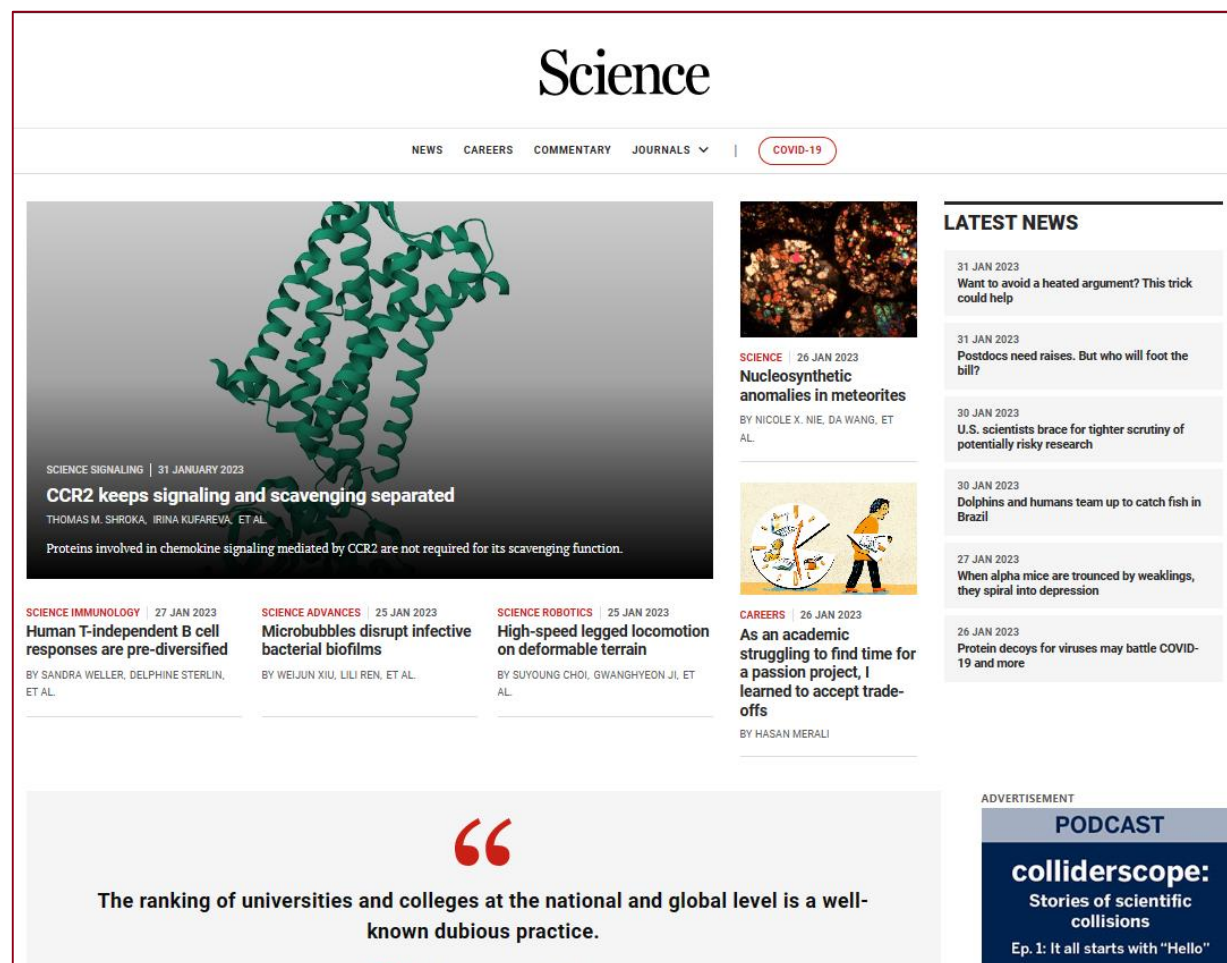 Science
NEWS CAREERS COMMENTARY JOURNALS | COVID-19
SCIENCE SIGNALING | 31 JANUARY 2023
CCR2 keeps signaling and scavenging separated
THOMAS M. SHROKA, IRINA KUFAREVA, ET AL.
Proteins involved in chemokine signaling mediated by CCR2 are not required for its scavenging function.
SCIENCE IMMUNOLOGY | 27 JAN 2023
Human T-independent B cell
responses are pre-diversified
BY SANDRA WELLER, DELPHINE STERLIN,
ET AL.
SCIENCE ADVANCES | 25 JAN 2023
Microbubbles disrupt infective
bacterial biofilms
BY WEIJUN XIU, LILI REN, ET AL.
SCIENCE ROBOTICS | 25 JAN 2023
High-speed legged locomotion
on deformable terrain
BY SUYOUNG CHOI, GWANGHYEON JI, ET
AL.
SCIENCE | 26 JAN 2023
Nucleosynthetic
anomalies in meteorites
BY NICOLE X. NIE, DA WANG, ET
AL.
CAREERS | 26 JAN 2023
As an academic
struggling to find time for
a passion project, I
learned to accept trade-
offs
BY HASAN MERALI
LATEST NEWS
31 JAN 2023
Want to avoid a heated argument? This trick
could help
31 JAN 2023
Postdocs need raises. But who will foot the
bill?
30 JAN 2023
U.S. scientists brace for tighter scrutiny of
potentially risky research
30 JAN 2023
Dolphins and humans team up to catch fish in
Brazil
27 JAN 2023
When alpha mice are trounced by weaklings,
they spiral into depression
26 JAN 2023
Protein decoys for viruses may battle COVID-
19 and more
“
The ranking of universities and colleges at the national and global level is a well-
known dubious practice.
ADVERTISEMENT
PODCAST
colliderscope:
Stories of scientific
collisions
Ep. 1: It all starts with “Hello”